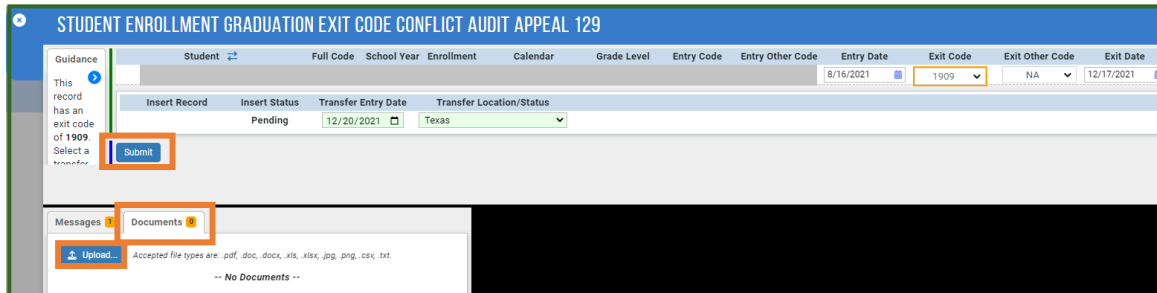 STUDENT ENROLLMENT GRADUATION EXIT CODE CONFLICT AUDIT APPEAL 129
Guidance
This record has an exit code of 1909. Select a transfer
Student Full Code School Year Enrollment Calendar Grade Level Entry Code Entry Other Code Entry Date Exit Code Exit Other Code Exit Date
8/16/2021 1909 NA 12/17/2021
Insert Record Insert Status Transfer Entry Date Transfer Location/Status
Pending 12/20/2021 Texas
Submit
Messages 1 Documents 0
Upload... Accepted file types are: .pdf, .doc, .docx, .xls, .xlsx, .jpg, .png, .csv, .txt.
-- No Documents --